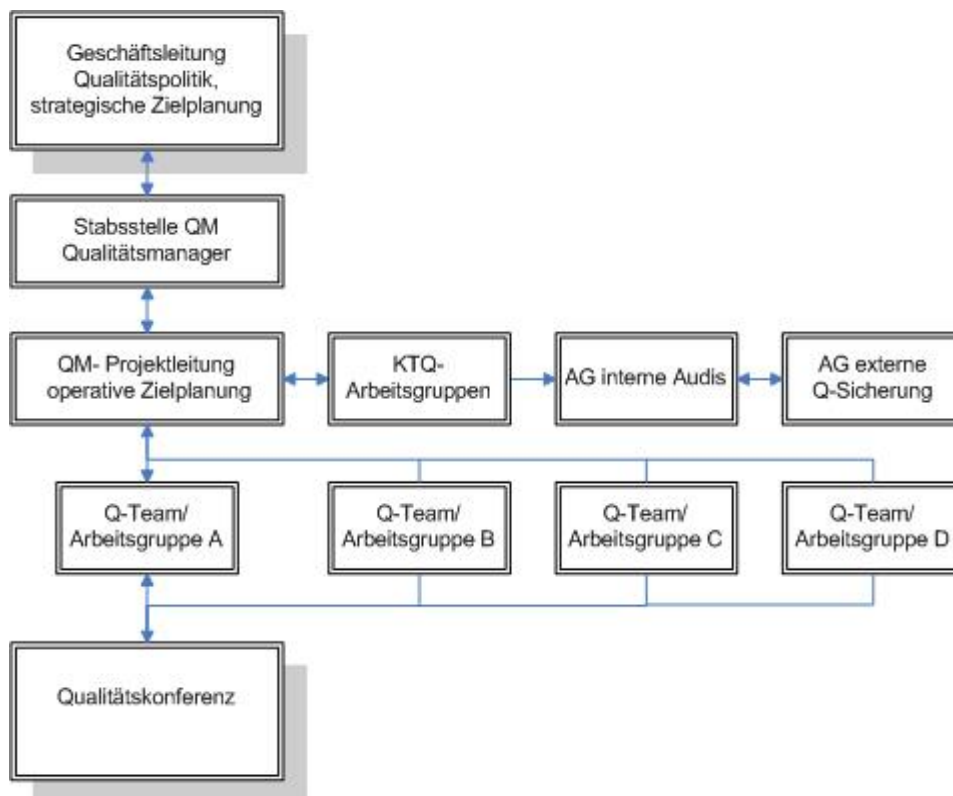 Geschäftsleitung
Qualitätspolitik,
strategische Zielplanung
Stabsstelle QM
Qualitätsmanager
QM- Projektleitung
operative Zielplanung
KTQ-
Arbeitsgruppen
AG interne Audis
AG externe
Q-Sicherung
Q-Team/
Arbeitsgruppe A
Q-Team/
Arbeitsgruppe B
Q-Team/
Arbeitsgruppe C
Q-Team/
Arbeitsgruppe D
Qualitätskonferenz